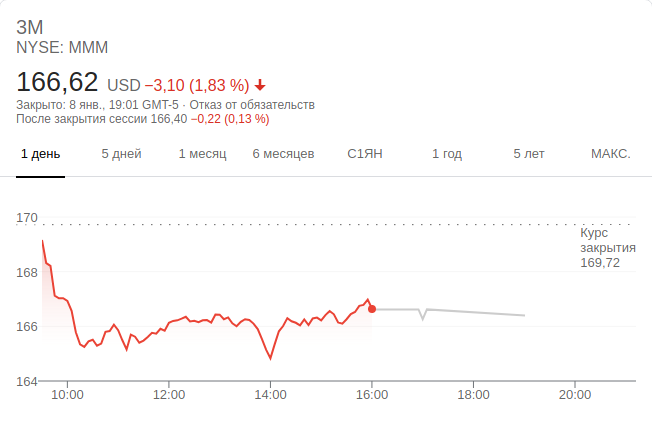 3M
NYSE: MMM
166,62 USD −3,10 (1,83 %)
Закрыто: 8 янв., 19:01 GMT-5 · Отказ от обязательств
После закрытия сессии 166,40 −0,22 (0,13 %)
1 день 5 дней 1 месяц 6 месяцев С1ЯН 1 год 5 лет МАКС.
170
Курс
закрытия
169,72
168
166
164
10:00 12:00 14:00 16:00 18:00 20:00